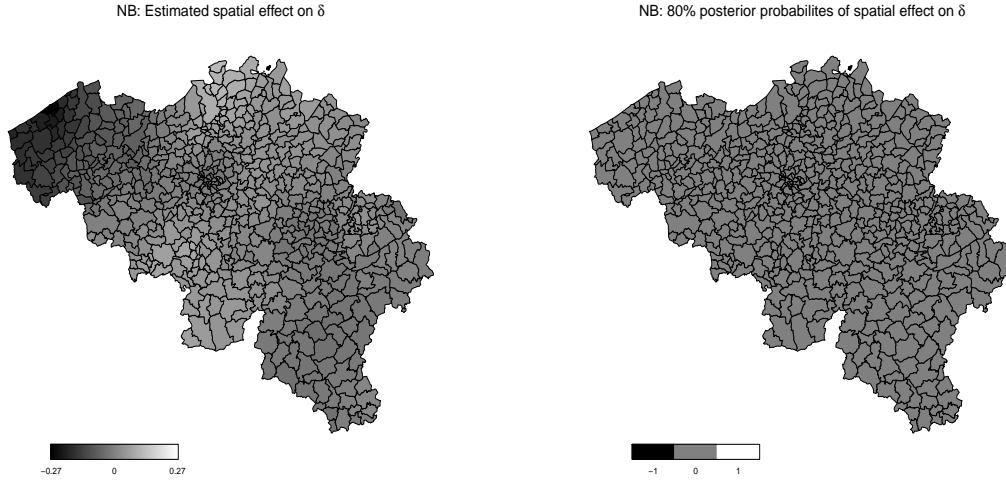 NB: Estimated spatial effect on δ
NB: 80% posterior probabilites of spatial effect on δ
−0.27 0 0.27
−1 0 1